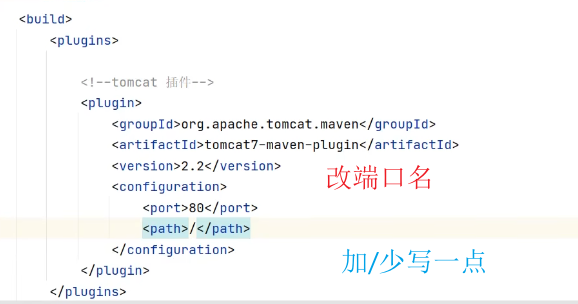 <build>
<plugins>
<!--tomcat 插件-->
<plugin>
<groupId>org.apache.tomcat.maven</groupId>
<artifactId>tomcat7-maven-plugin</artifactId>
<version>2.2</version>
改端口名
<configuration>
<port>80</port>
<path>/</path>
</configuration>
加/少写一点
</plugin>
</plugins>